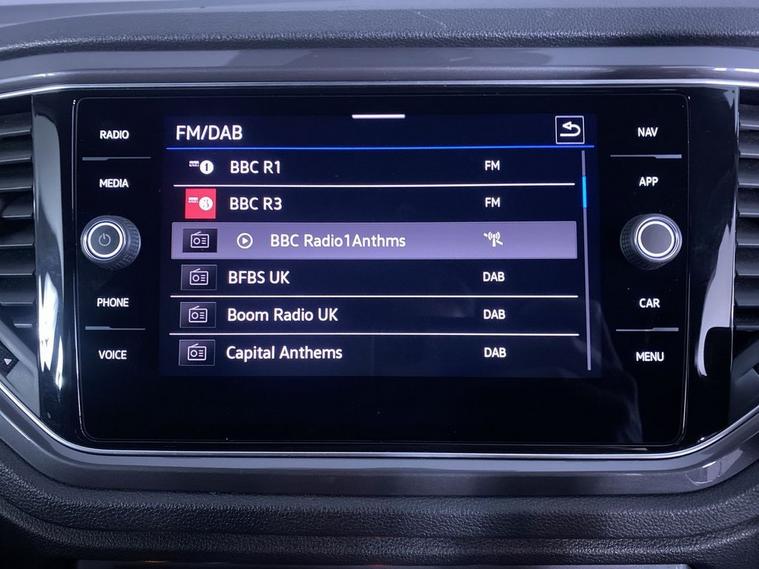 RADIO
MEDIA
PHONE
VOICE
FM/DAB
BBC R1 FM
BBC R3 FM
BBC Radio1Anthms
BFBS UK DAB
Boom Radio UK DAB
Capital Anthems DAB
NAV
APP
CAR
MENU